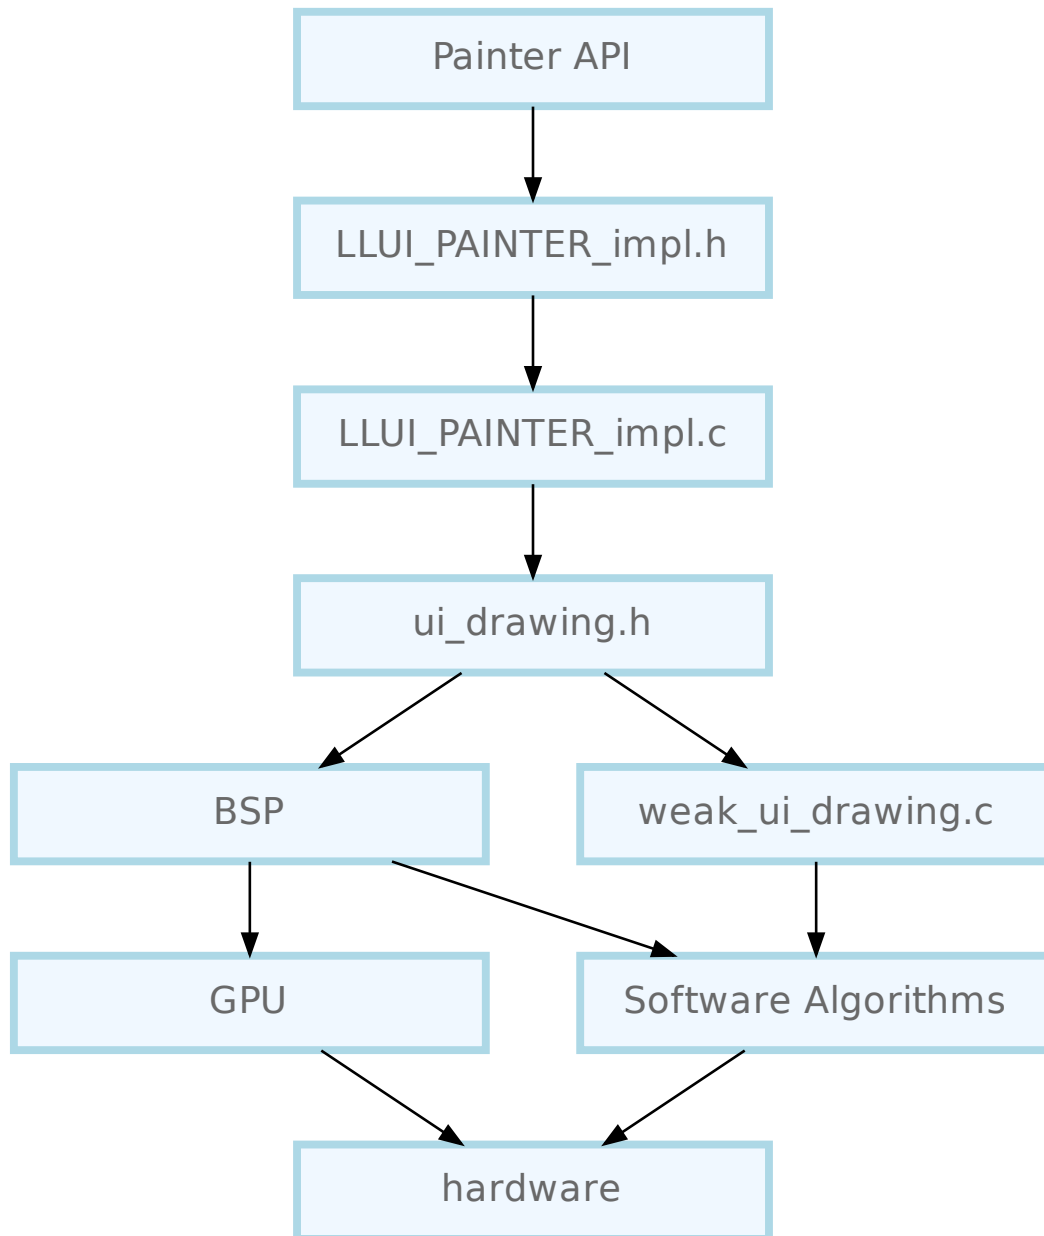 Painter API
LLUI_PAINTER_impl.h
LLUI_PAINTER_impl.c
ui_drawing.h
BSP
weak_ui_drawing.c
GPU
Software Algorithms
hardware